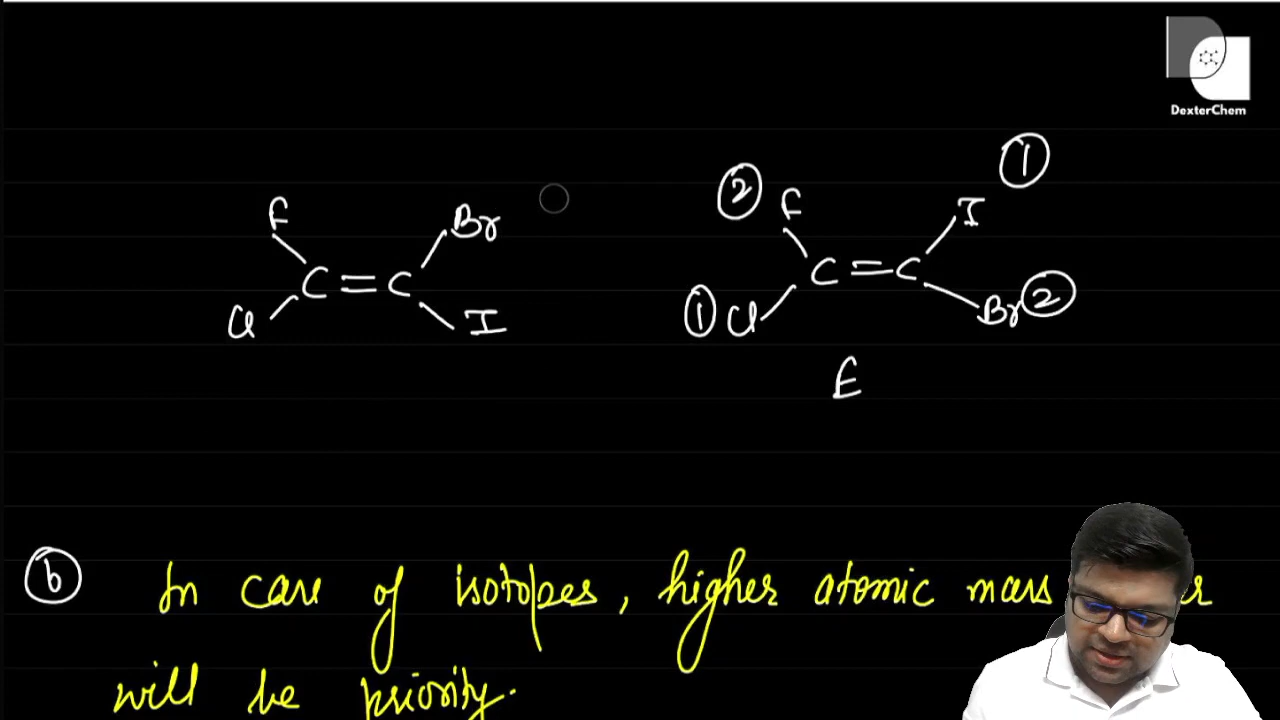 DexterChem
F Br
C=C
Cl I
② F I ①
C=C
① Cl Br ②
E
ⓑ In case of isotopes, higher atomic mass
will be priority.